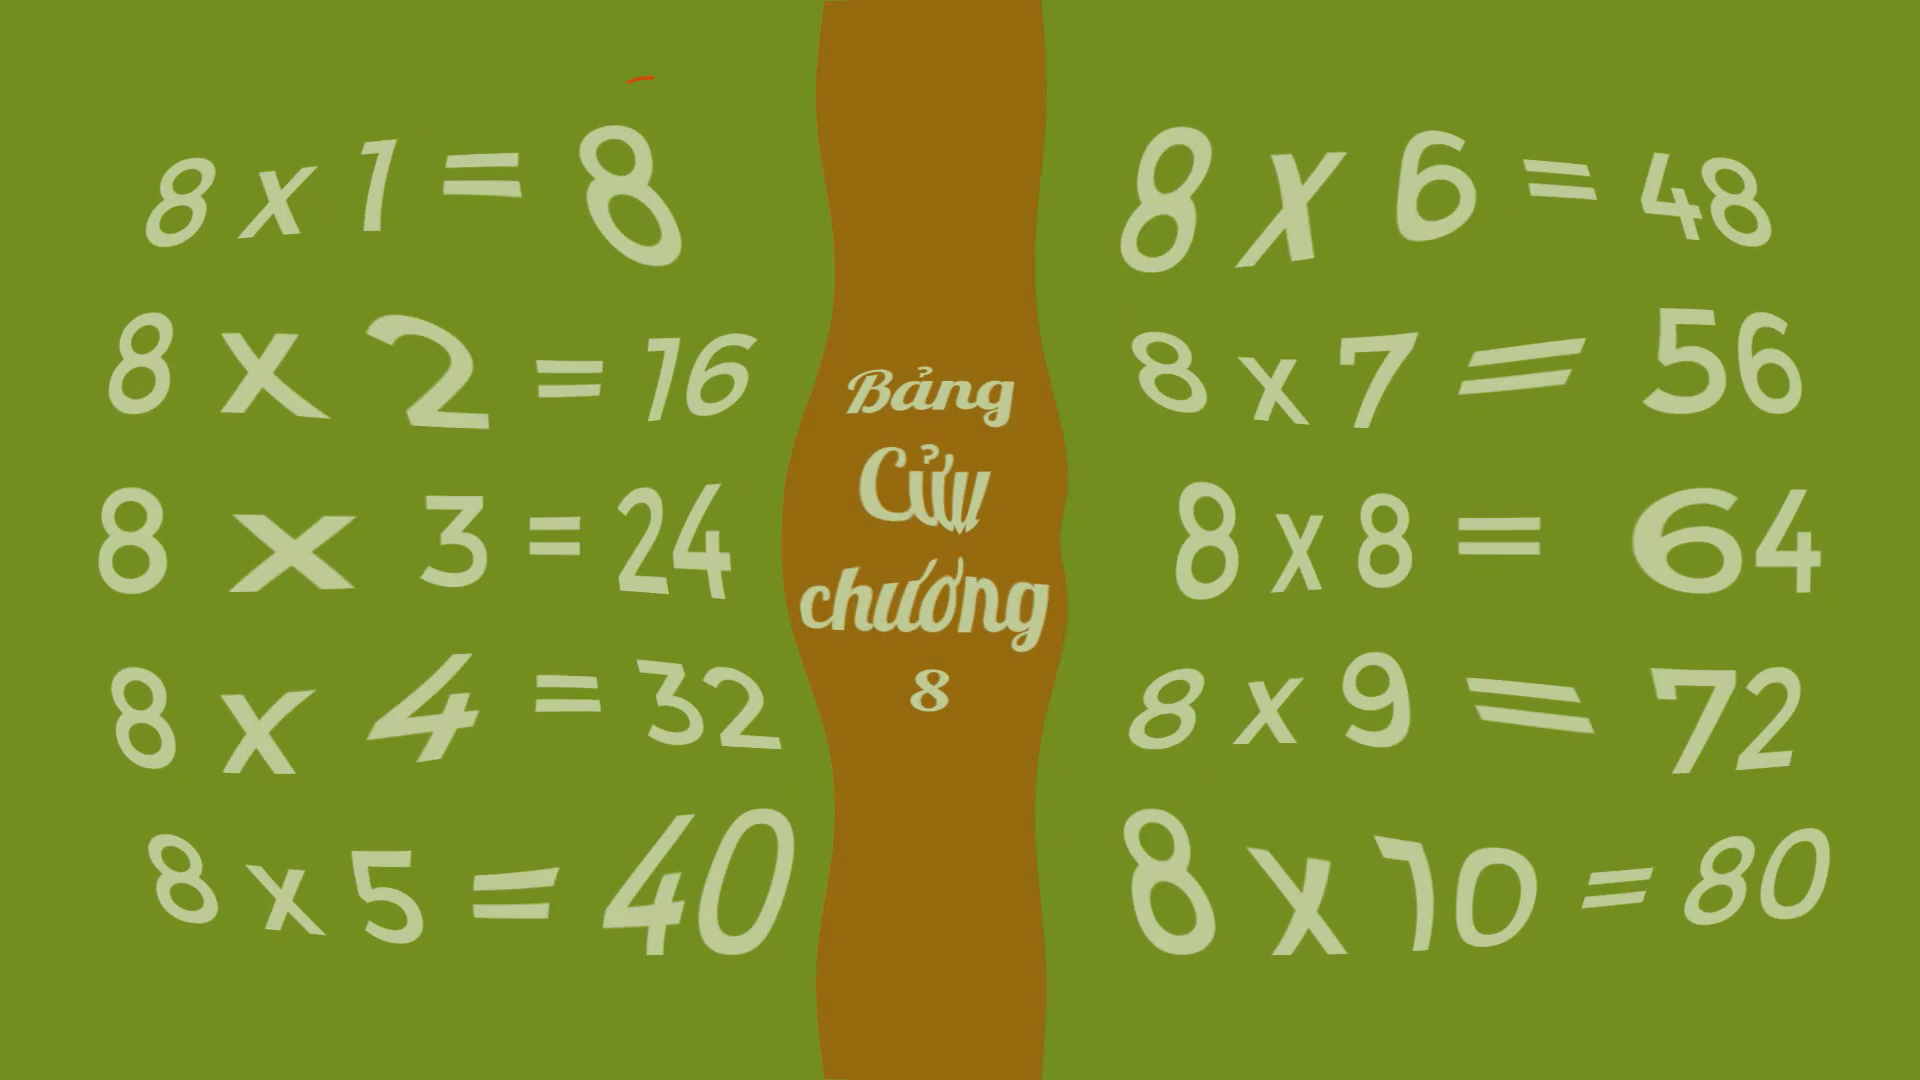 8 x 1 = 8
8 x 2 = 16
8 x 3 = 24
8 x 4 = 32
8 x 5 = 40
Bảng
Cửu
chương
8
8 x 6 = 48
8 x 7 = 56
8 x 8 = 64
8 x 9 = 72
8 x 10 = 80